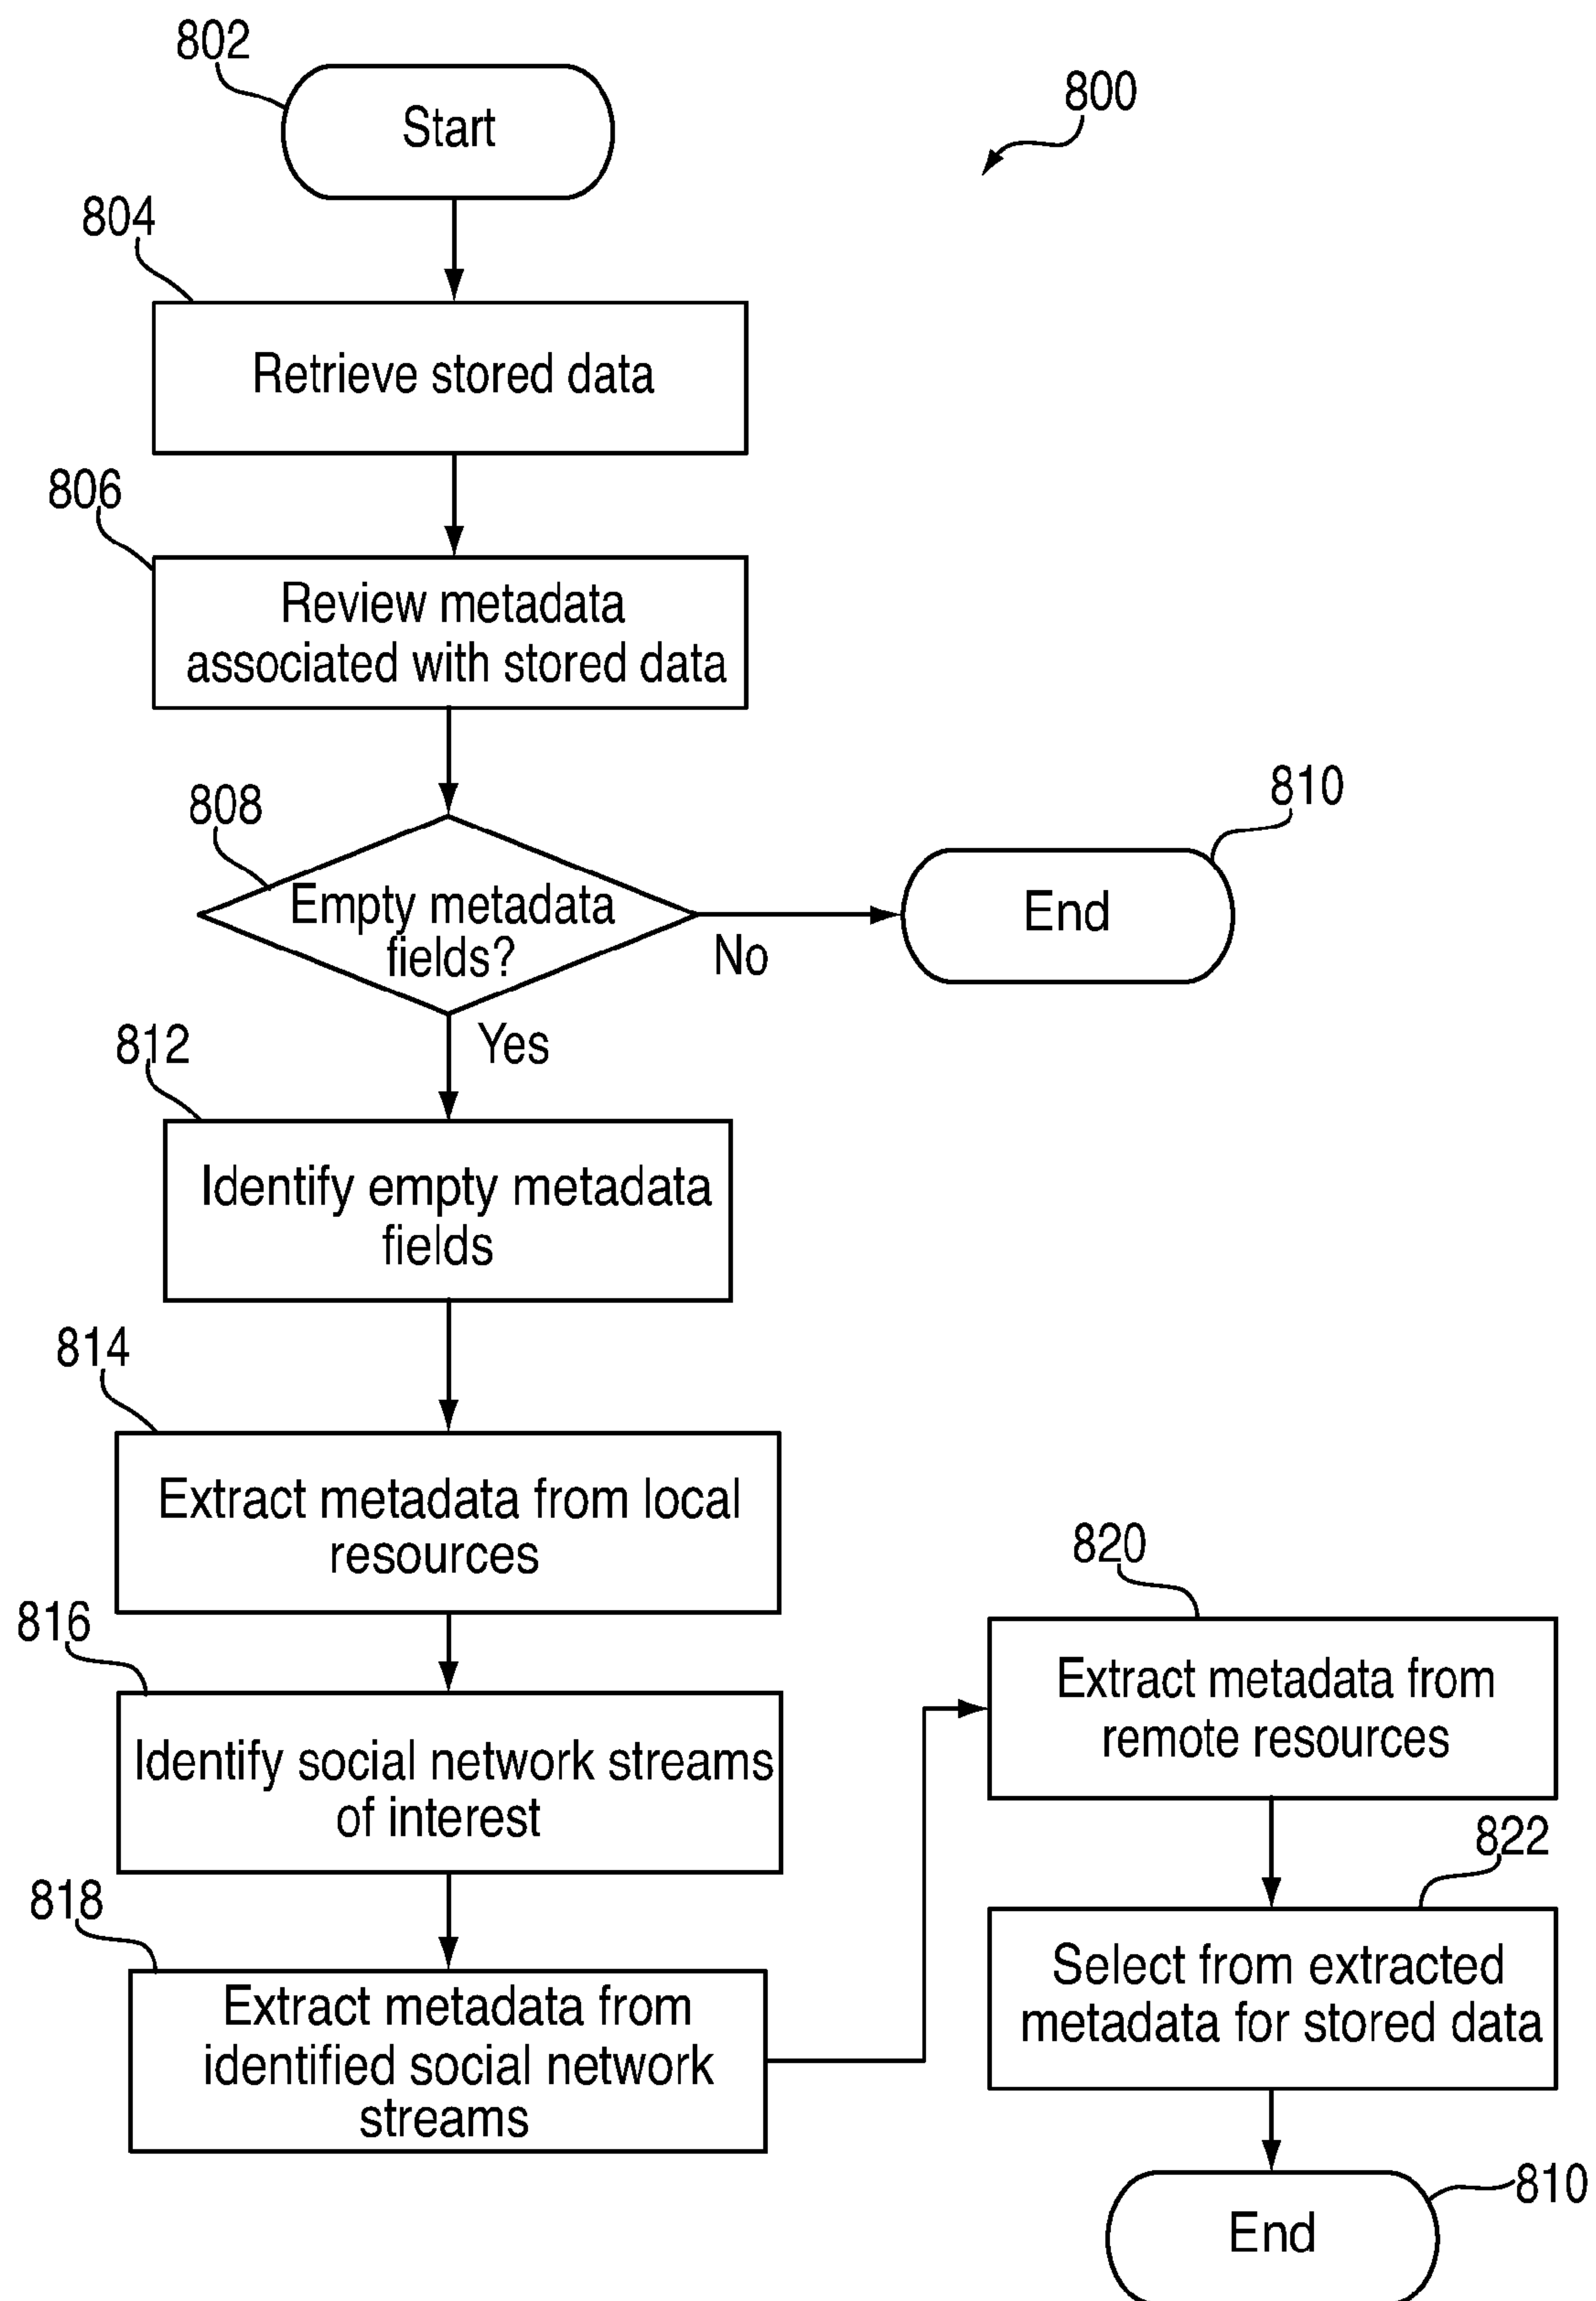 802
Start
800
804
Retrieve stored data
806
Review metadata
associated with stored data
808
Empty metadata
fields?
No
810
End
Yes
812
Identify empty metadata
fields
814
Extract metadata from local
resources
816
Identify social network streams
of interest
818
Extract metadata from
identified social network
streams
820
Extract metadata from
remote resources
822
Select from extracted
metadata for stored data
810
End